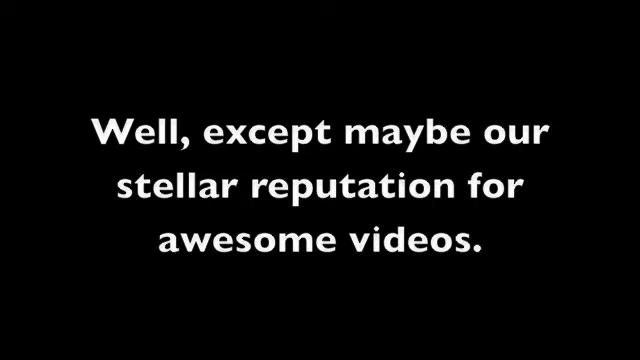 Well, except maybe our
stellar reputation for
awesome videos.